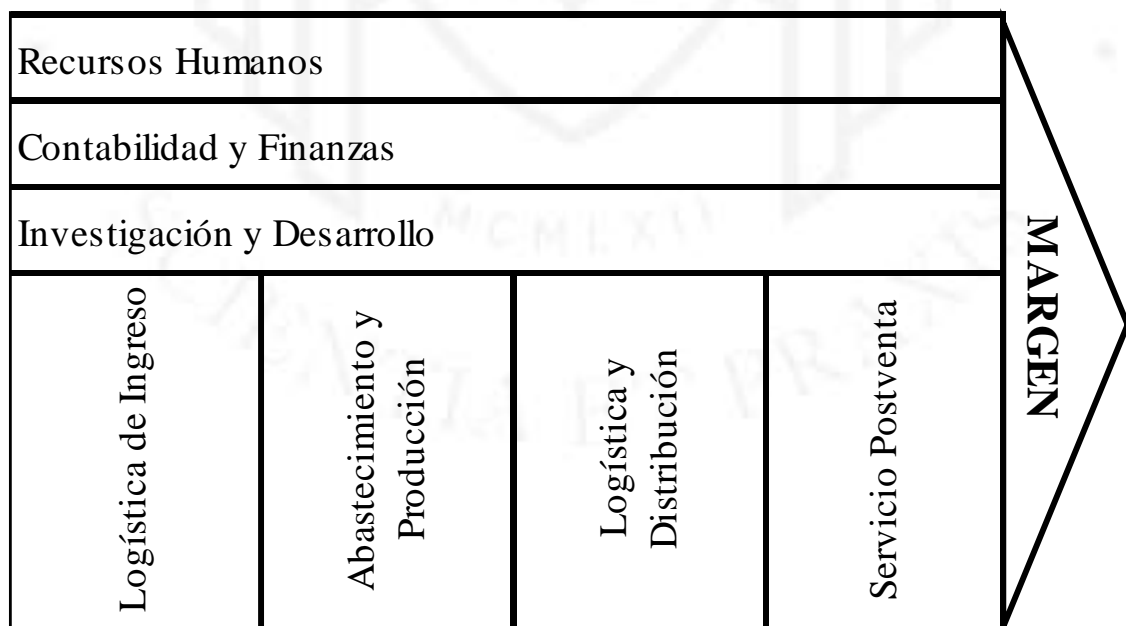 Recursos Humanos
Contabilidad y Finanzas
Investigación y Desarrollo
Logística de Ingreso
Abastecimiento y
Producción
Logística y
Distribución
Servicio Postventa
MARGEN